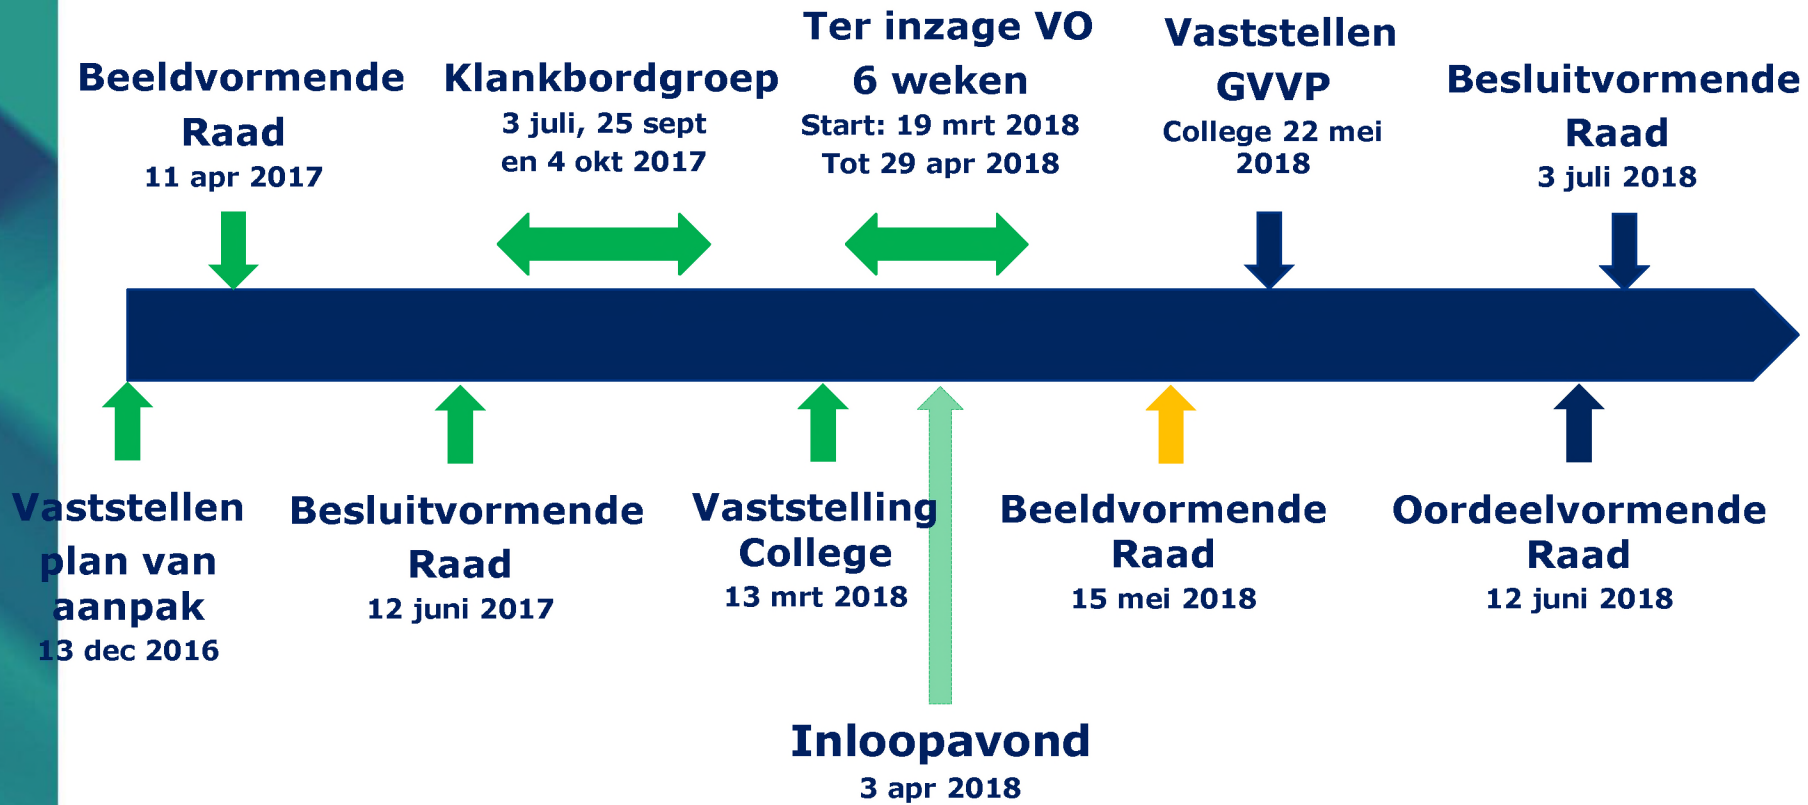 Beeldvormende
Raad
11 apr 2017
Klankbordgroep
3 juli, 25 sept
en 4 okt 2017
Ter inzage VO
6 weken
Start: 19 mrt 2018
Tot 29 apr 2018
Vaststellen
GVVP
College 22 mei
2018
Besluitvormende
Raad
3 juli 2018
Vaststellen
plan van
aanpak
13 dec 2016
Besluitvormende
Raad
12 juni 2017
Vaststelling
College
13 mrt 2018
Inloopavond
3 apr 2018
Beeldvormende
Raad
15 mei 2018
Oordeelvormende
Raad
12 juni 2018